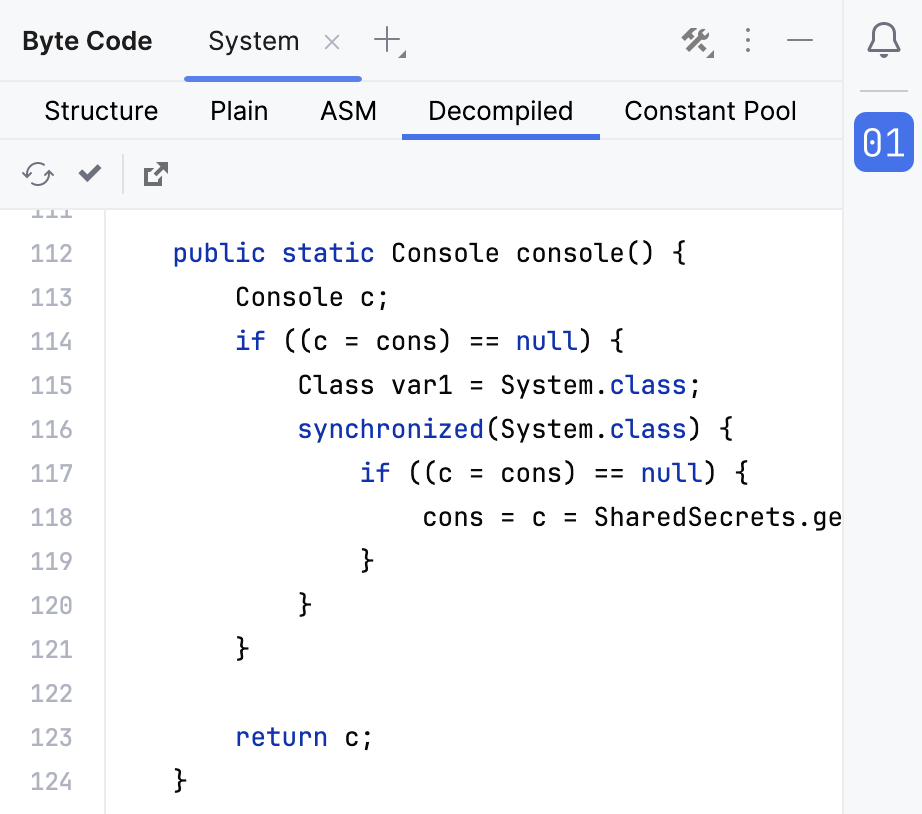 Byte Code System
Structure Plain ASM Decompiled Constant Pool
01
111
112 public static Console console() {
113 Console c;
114 if ((c = cons) == null) {
115 Class var1 = System.class;
116 synchronized(System.class) {
117 if ((c = cons) == null) {
118 cons = c = SharedSecrets.ge
119 }
120 }
121 }
122
123 return c;
124 }